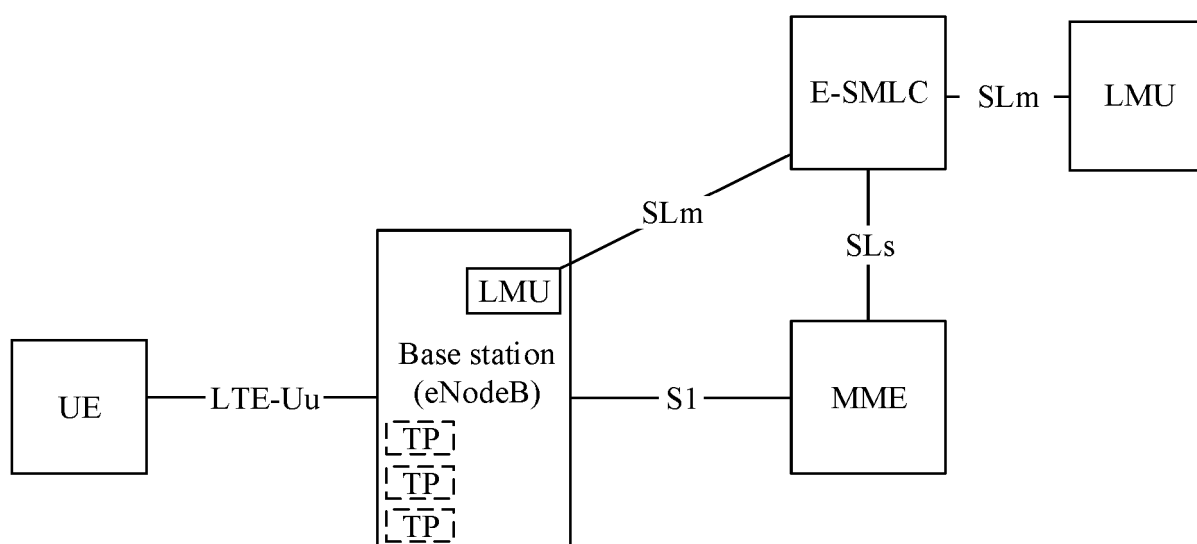 E-SMLC
SLm
LMU
SLm
SLs
LMU
Base station
(eNodeB)
UE
LTE-Uu
S1
MME
TP
TP
TP